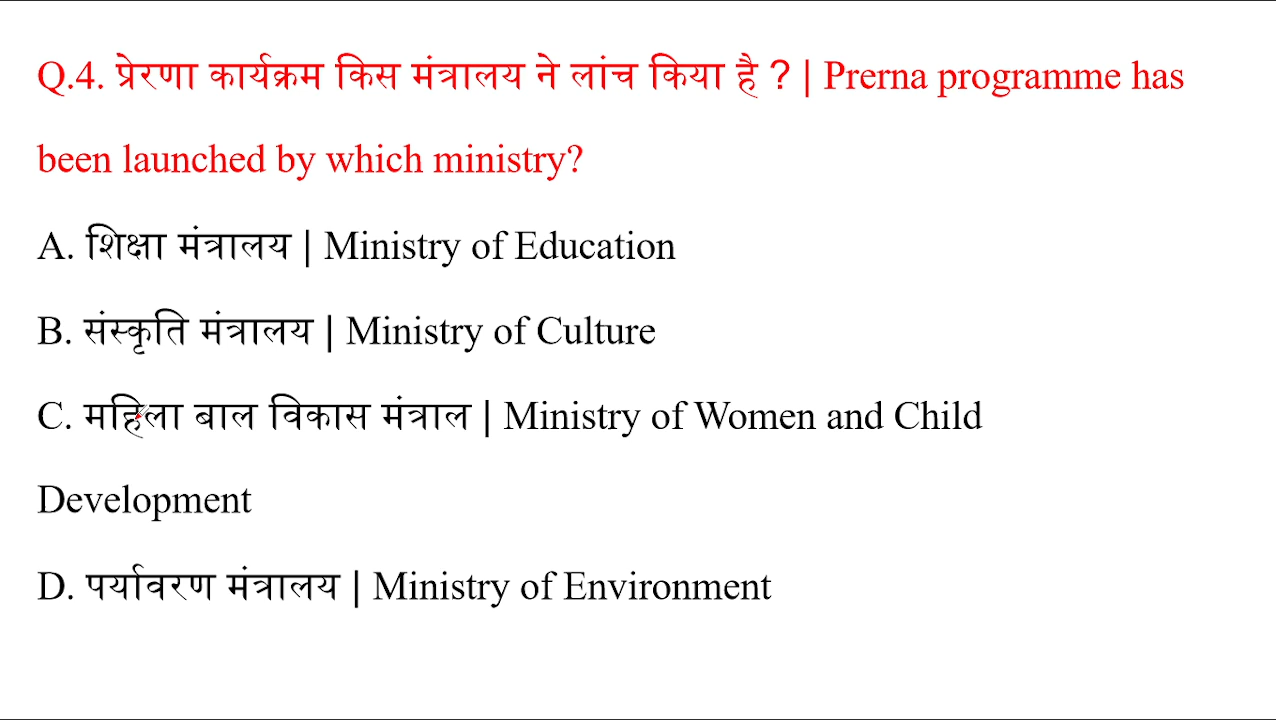 Q.4. प्रेरणा कार्यक्रम किस मंत्रालय ने लांच किया है ? | Prerna programme has
been launched by which ministry?
A. शिक्षा मंत्रालय | Ministry of Education
B. संस्कृति मंत्रालय | Ministry of Culture
C. महिला बाल विकास मंत्राल | Ministry of Women and Child
Development
D. पर्यावरण मंत्रालय | Ministry of Environment